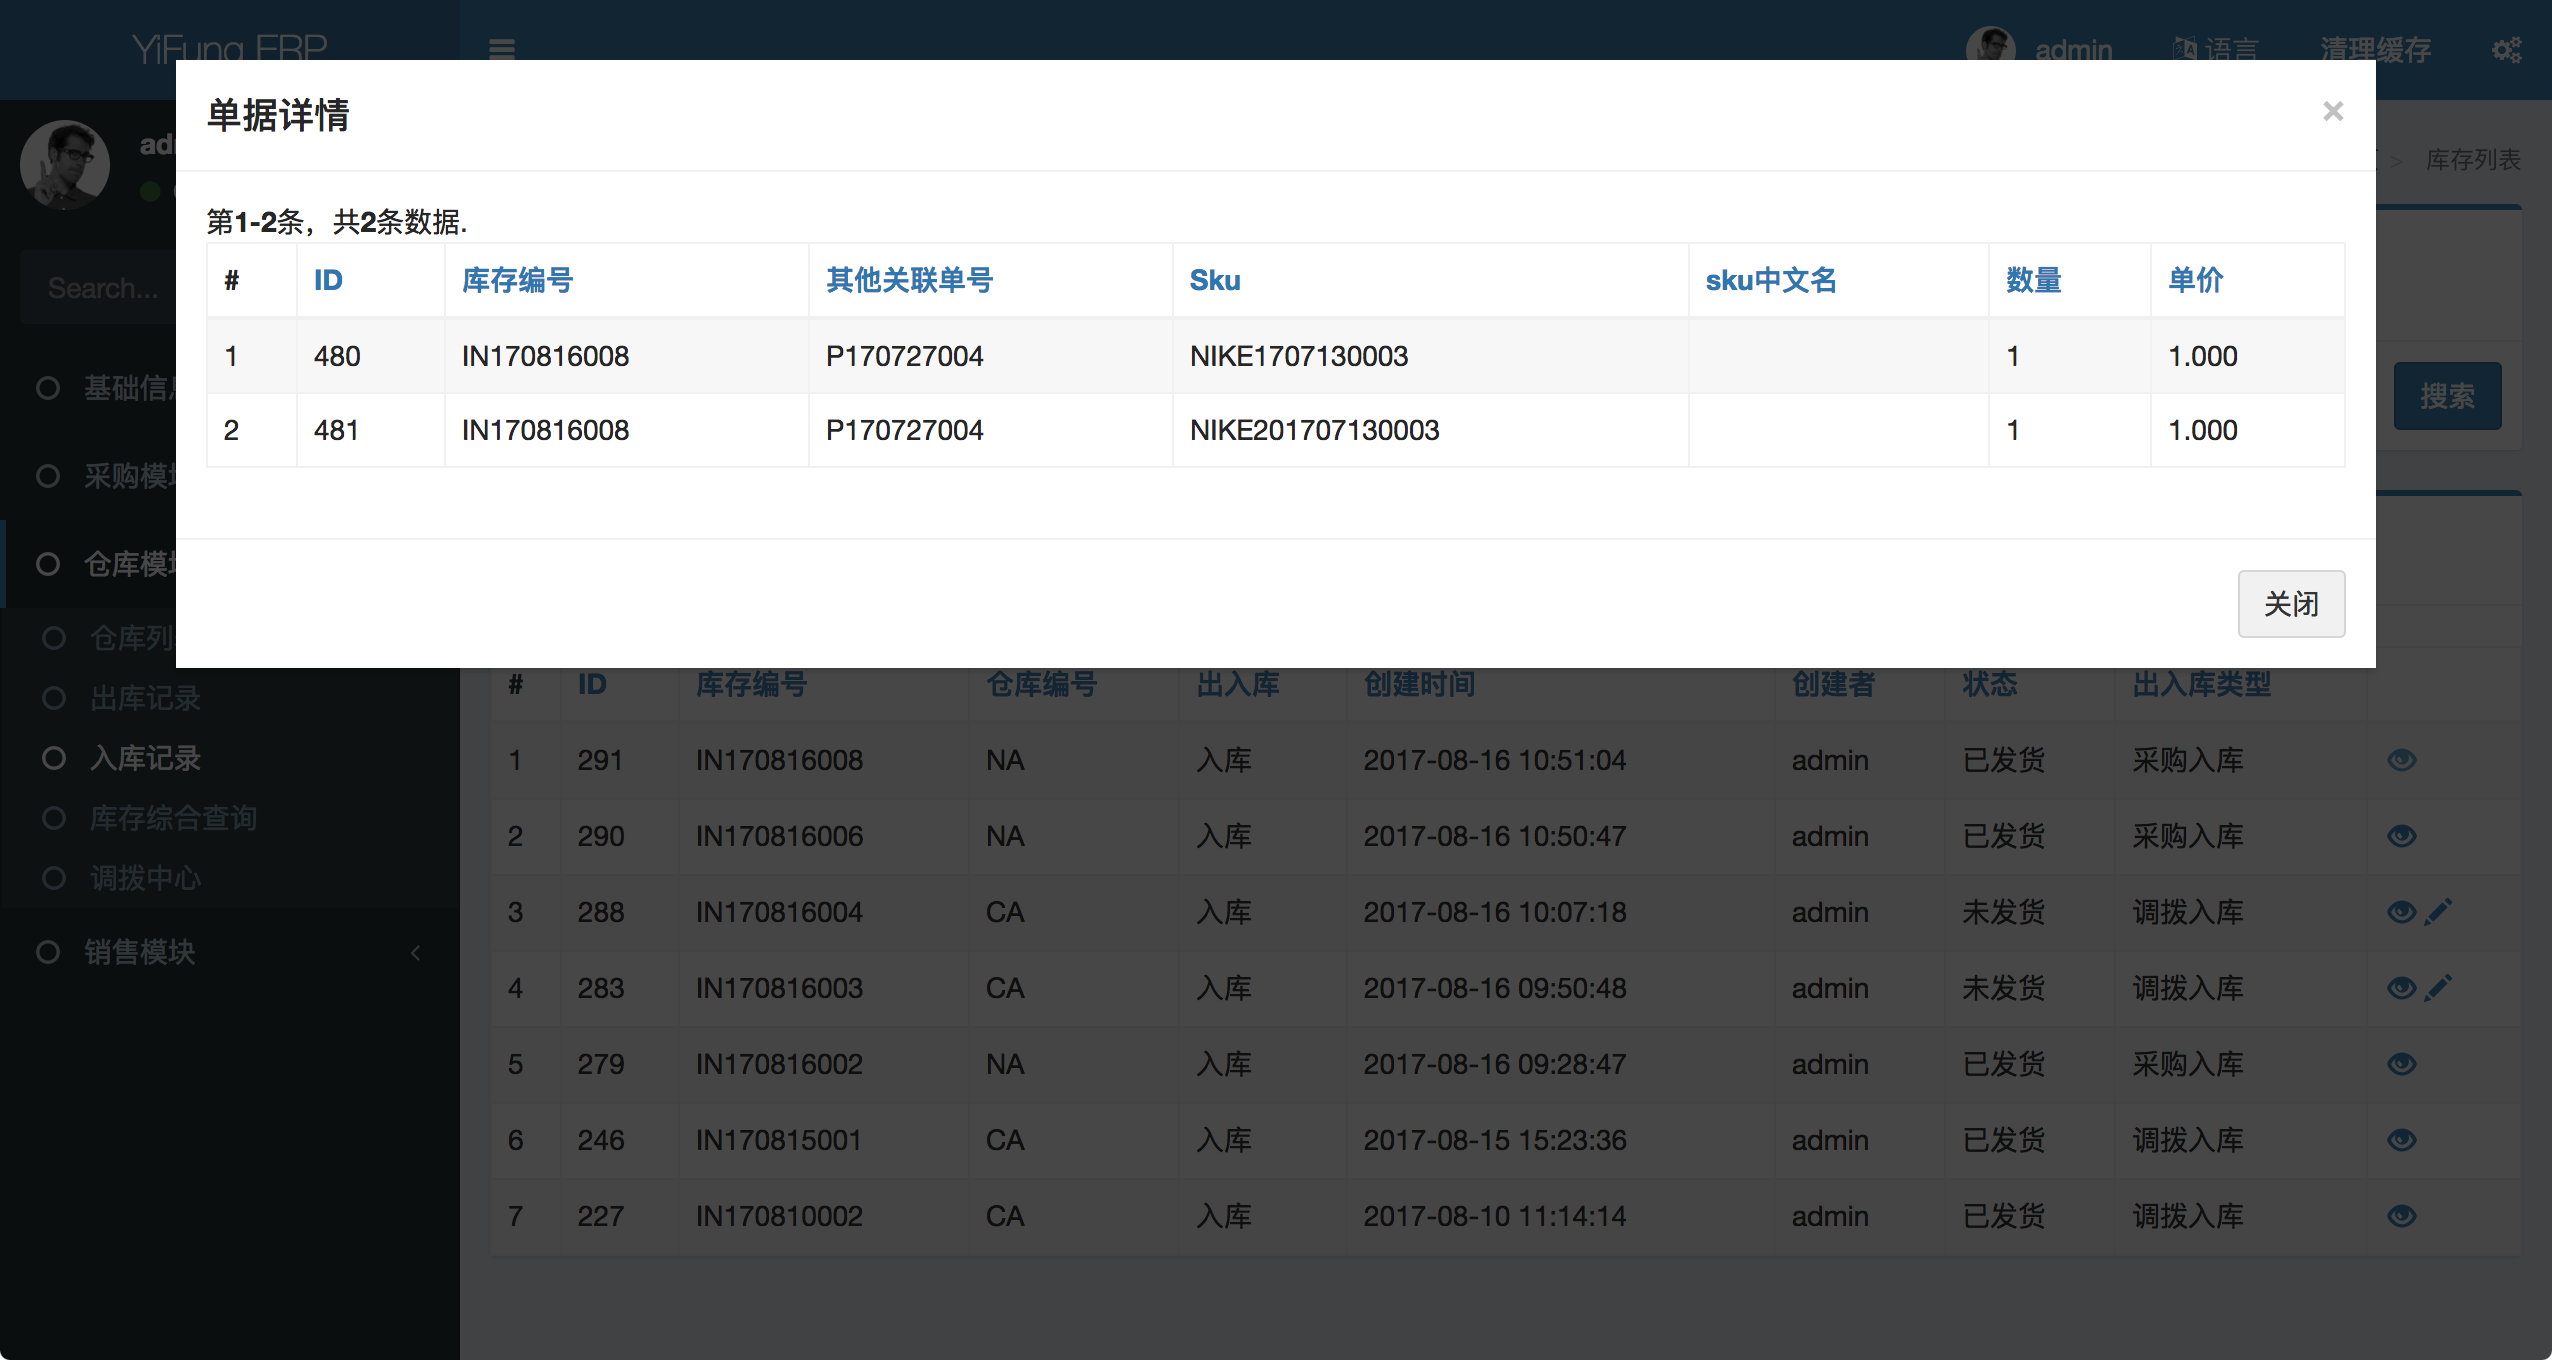 YiFung ERP
admin 语言 清理缓存
单据详情 ×
> 库存列表
第1-2条，共2条数据.
# ID 库存编号 其他关联单号 Sku sku中文名 数量 单价
1 480 IN170816008 P170727004 NIKE1707130003 1 1.000
2 481 IN170816008 P170727004 NIKE201707130003 1 1.000
关闭
Search...
基础信
采购模
仓库模
仓库列
出库记录
入库记录
库存综合查询
调拨中心
销售模块
搜索
# ID 库存编号 仓库编号 出入库 创建时间 创建者 状态 出入库类型
1 291 IN170816008 NA 入库 2017-08-16 10:51:04 admin 已发货 采购入库
2 290 IN170816006 NA 入库 2017-08-16 10:50:47 admin 已发货 采购入库
3 288 IN170816004 CA 入库 2017-08-16 10:07:18 admin 未发货 调拨入库
4 283 IN170816003 CA 入库 2017-08-16 09:50:48 admin 未发货 调拨入库
5 279 IN170816002 NA 入库 2017-08-16 09:28:47 admin 已发货 采购入库
6 246 IN170815001 CA 入库 2017-08-15 15:23:36 admin 已发货 调拨入库
7 227 IN170810002 CA 入库 2017-08-10 11:14:14 admin 已发货 调拨入库